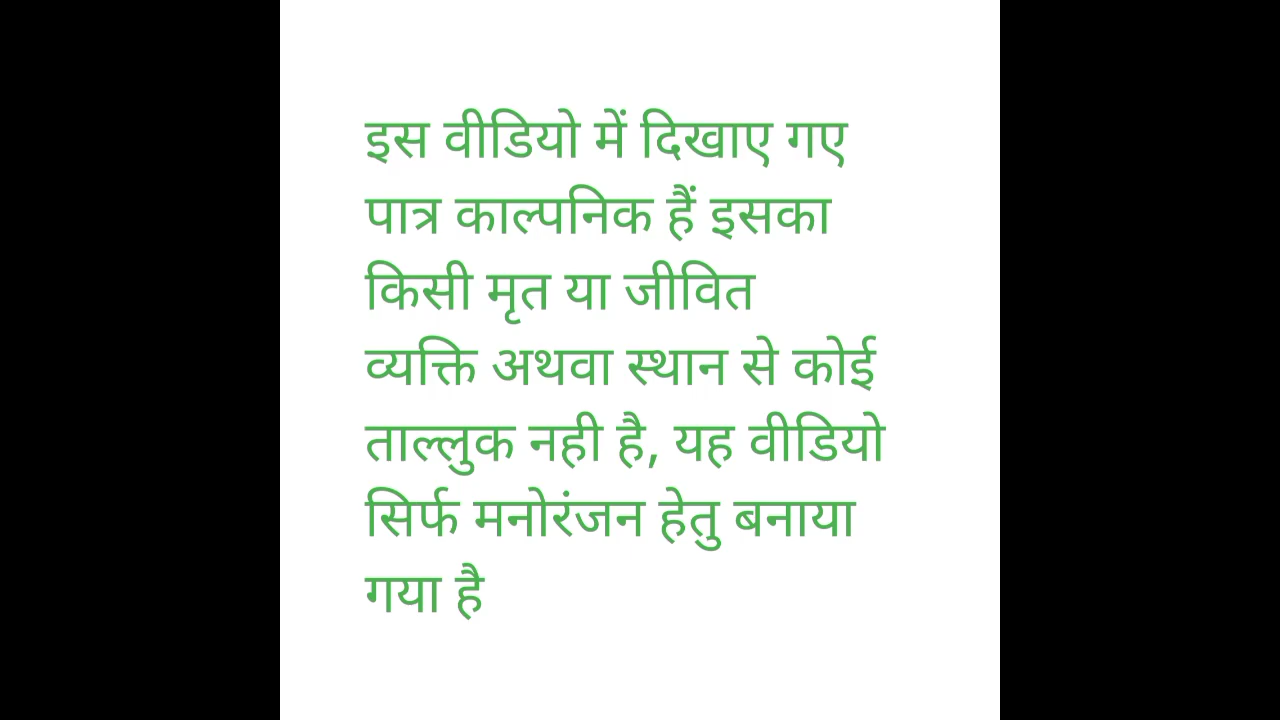 इस वीडियो में दिखाए गए
पात्र काल्पनिक हैं इसका
किसी मृत या जीवित
व्यक्ति अथवा स्थान से कोई
ताल्लुक नही है, यह वीडियो
सिर्फ मनोरंजन हेतु बनाया
गया है